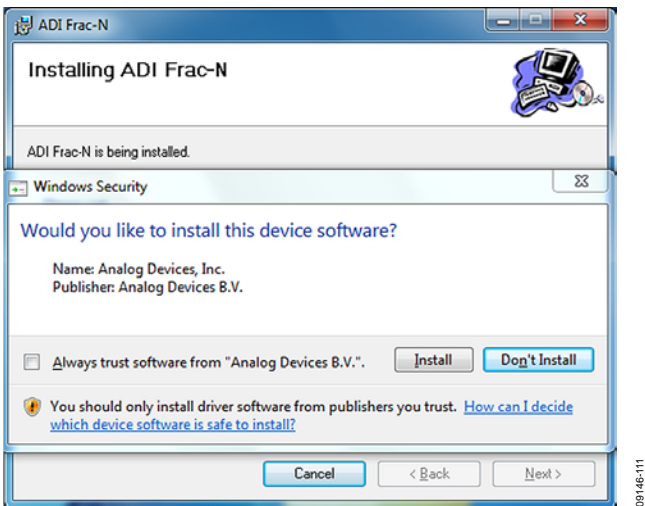 ADI Frac-N
Installing ADI Frac-N
ADI Frac-N is being installed.
Windows Security
Would you like to install this device software?
Name: Analog Devices, Inc.
Publisher: Analog Devices B.V.
Always trust software from "Analog Devices B.V.".
Install
Don't Install
You should only install driver software from publishers you trust. How can I decide
which device software is safe to install?
Cancel
< Back
Next >
09146-111